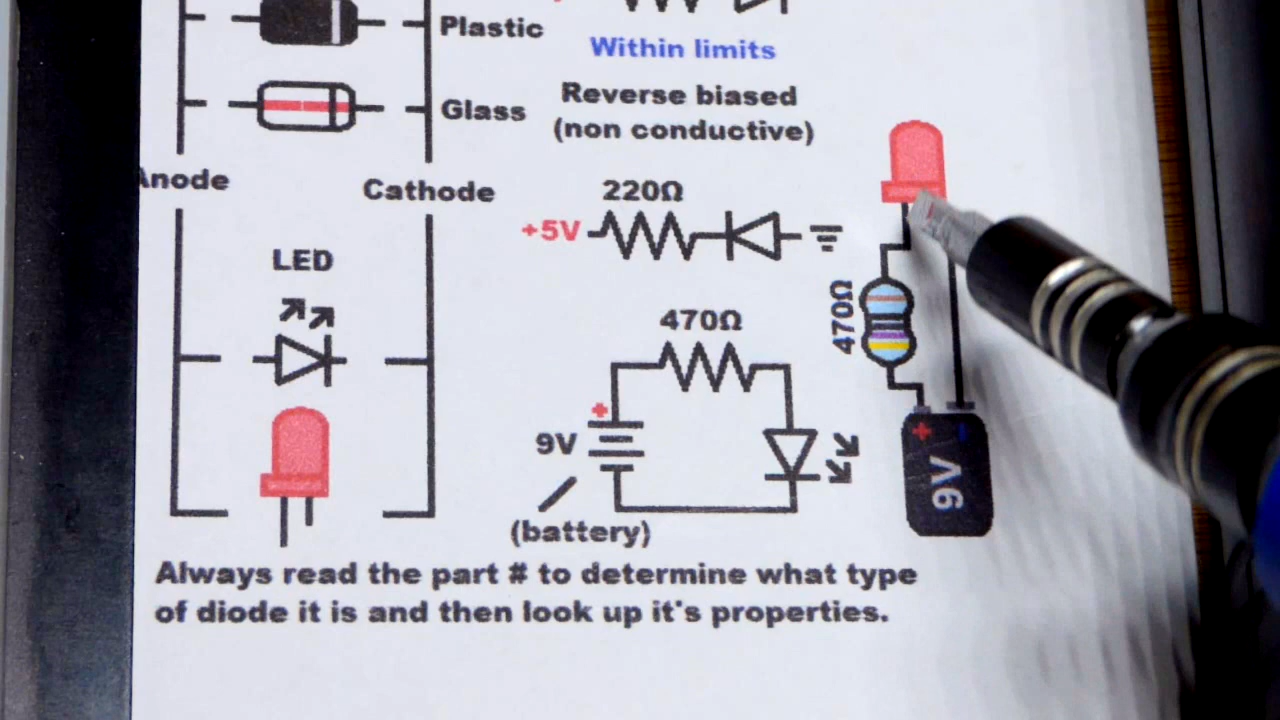 Plastic
Within limits
Glass
Reverse biased
(non conductive)
Anode
Cathode
220Ω
+5V
LED
470Ω
470Ω
+
9V
+ -
9V
(battery)
Always read the part # to determine what type
of diode it is and then look up it's properties.